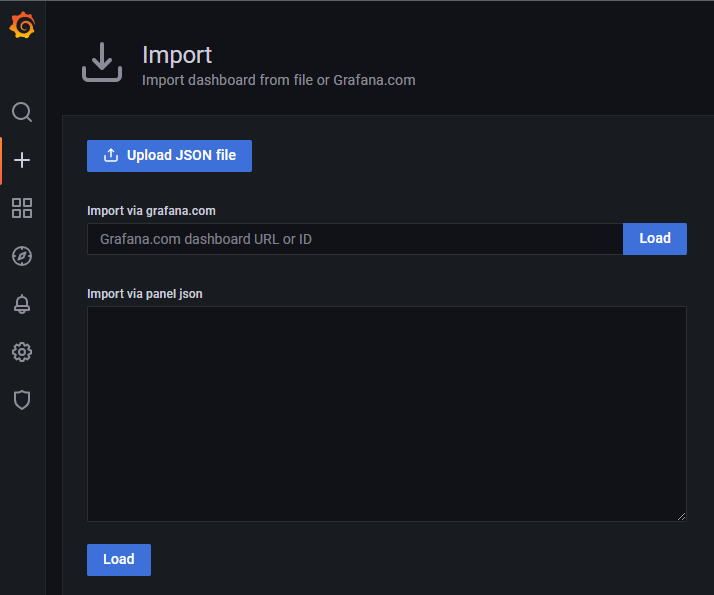 Import
Import dashboard from file or Grafana.com
Upload JSON file
Import via grafana.com
Grafana.com dashboard URL or ID
Load
Import via panel json
Load